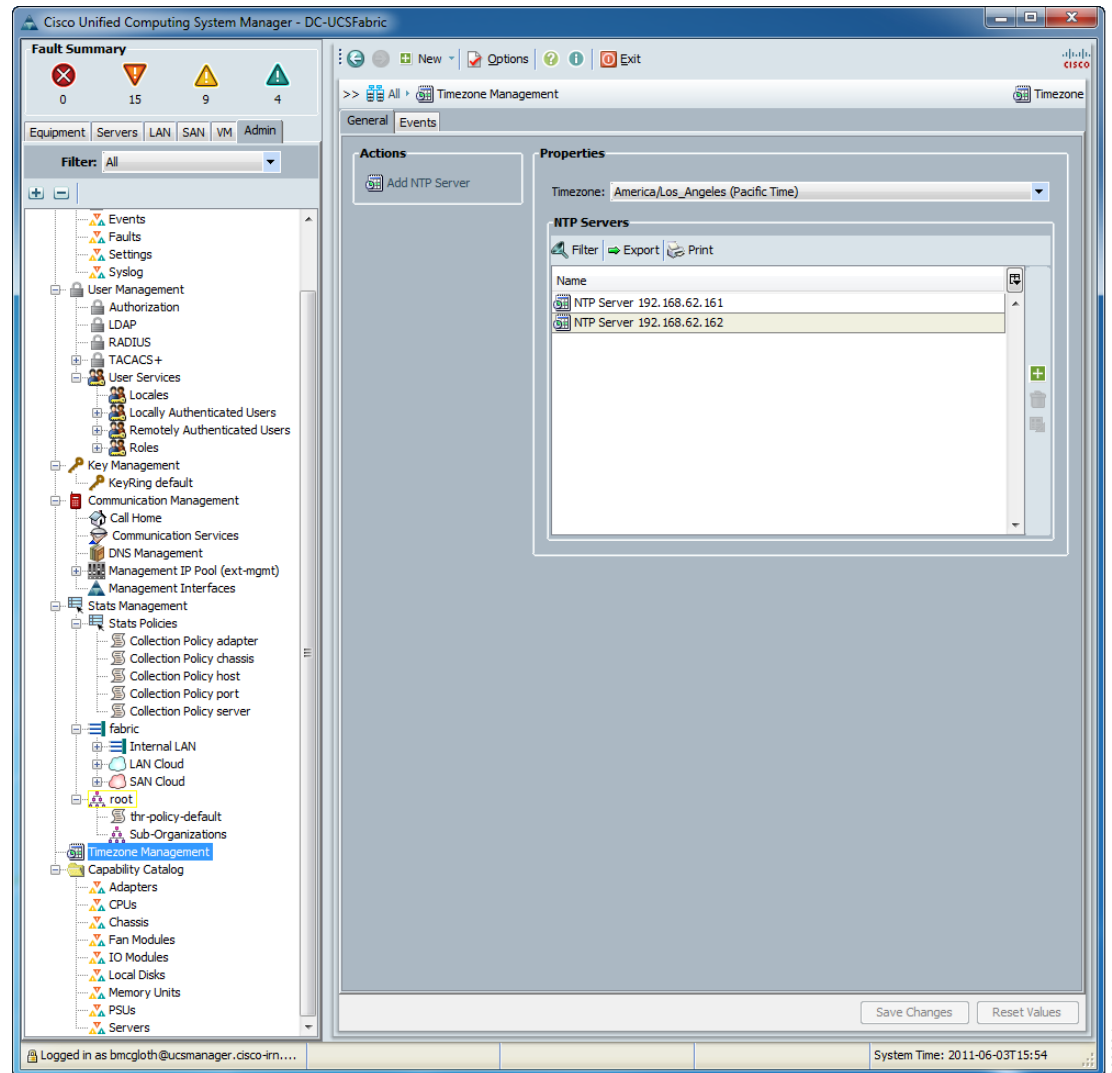 Cisco Unified Computing System Manager - DC-UCSFabric
Fault Summary
0 15 9 4
Equipment Servers LAN SAN VM Admin
Filter: All
Events
Faults
Settings
Syslog
User Management
Authorization
LDAP
RADIUS
TACACS+
User Services
Locales
Locally Authenticated Users
Remotely Authenticated Users
Roles
Key Management
KeyRing default
Communication Management
Call Home
Communication Services
DNS Management
Management IP Pool (ext-mgmt)
Management Interfaces
Stats Management
Stats Policies
Collection Policy adapter
Collection Policy chassis
Collection Policy host
Collection Policy port
Collection Policy server
fabric
Internal LAN
LAN Cloud
SAN Cloud
root
thr-policy-default
Sub-Organizations
Timezone Management
Capability Catalog
Adapters
CPUs
Chassis
Fan Modules
IO Modules
Local Disks
Memory Units
PSUs
Servers
New Options Exit
CISCO
>> All Timezone Management Timezone
General Events
Actions
Add NTP Server
Properties
Timezone: America/Los_Angeles (Pacific Time)
NTP Servers
Filter Export Print
Name
NTP Server 192.168.62.161
NTP Server 192.168.62.162
Save Changes Reset Values
Logged in as bmcgloth@ucsmanager.cisco-irn.... System Time: 2011-06-03T15:54